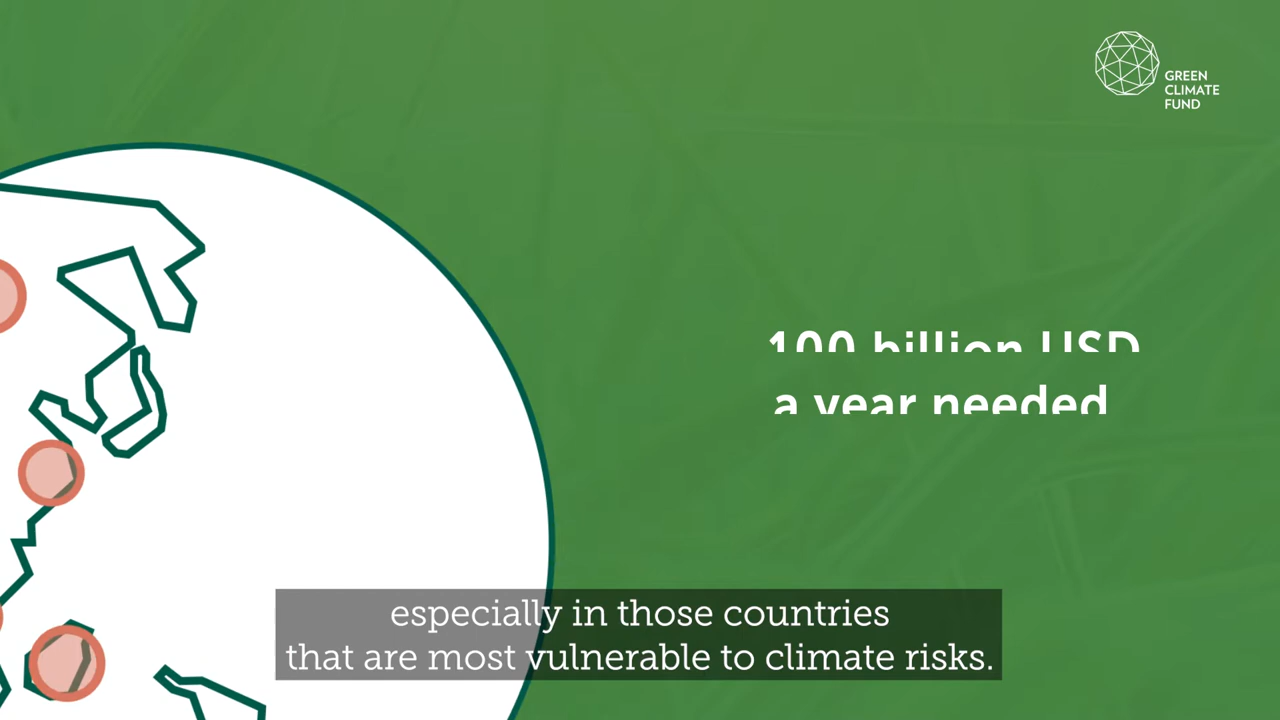 GREEN
CLIMATE
FUND
100 billion USD
a year needed
especially in those countries
that are most vulnerable to climate risks.